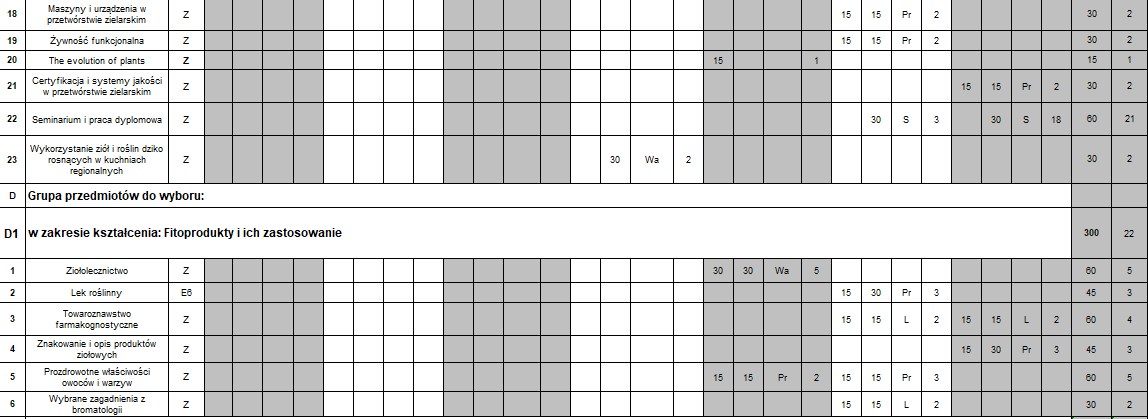 18 Maszyny i urządzenia w przetwórstwie zielarskim Z 15 15 Pr 2 30 2
19 Żywność funkcjonalna Z 15 15 Pr 2 30 2
20 The evolution of plants Z 15 1 15 1
21 Certyfikacja i systemy jakości w przetwórstwie zielarskim Z 15 15 Pr 2 30 2
22 Seminarium i praca dyplomowa Z 30 S 3 30 S 18 60 21
23 Wykorzystanie ziół i roślin dziko rosnących w kuchniach regionalnych Z 30 Wa 2 30 2
D Grupa przedmiotów do wyboru:
D1 w zakresie kształcenia: Fitoprodukty i ich zastosowanie 300 22
1 Ziołolecznictwo Z 30 30 Wa 5 60 5
2 Lek roślinny E6 15 30 Pr 3 45 3
3 Towaroznawstwo farmakognostyczne Z 15 15 L 2 15 15 L 2 60 4
4 Znakowanie i opis produktów ziołowych Z 15 30 Pr 3 45 3
5 Prozdrowotne właściwości owoców i warzyw Z 15 15 Pr 2 15 15 Pr 3 60 5
6 Wybrane zagadnienia z bromatologii Z 15 15 L 2 30 2